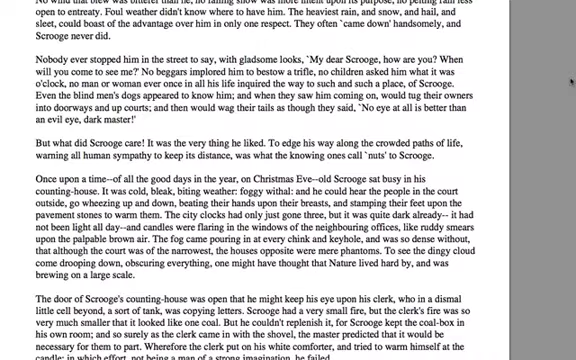 No wind that blew was bitterer than he, no falling snow was more intent upon its purpose, no pelting rain less
open to entreaty. Foul weather didn't know where to have him. The heaviest rain, and snow, and hail, and
sleet, could boast of the advantage over him in only one respect. They often `came down' handsomely, and
Scrooge never did.
Nobody ever stopped him in the street to say, with gladsome looks, `My dear Scrooge, how are you? When
will you come to see me?' No beggars implored him to bestow a trifle, no children asked him what it was
o'clock, no man or woman ever once in all his life inquired the way to such and such a place, of Scrooge.
Even the blind men's dogs appeared to know him; and when they saw him coming on, would tug their owners
into doorways and up courts; and then would wag their tails as though they said, `No eye at all is better than
an evil eye, dark master!'
But what did Scrooge care! It was the very thing he liked. To edge his way along the crowded paths of life,
warning all human sympathy to keep its distance, was what the knowing ones call `nuts' to Scrooge.
Once upon a time--of all the good days in the year, on Christmas Eve--old Scrooge sat busy in his
counting-house. It was cold, bleak, biting weather: foggy withal: and he could hear the people in the court
outside, go wheezing up and down, beating their hands upon their breasts, and stamping their feet upon the
pavement stones to warm them. The city clocks had only just gone three, but it was quite dark already-- it had
not been light all day--and candles were flaring in the windows of the neighbouring offices, like ruddy smears
upon the palpable brown air. The fog came pouring in at every chink and keyhole, and was so dense without,
that although the court was of the narrowest, the houses opposite were mere phantoms. To see the dingy cloud
come drooping down, obscuring everything, one might have thought that Nature lived hard by, and was
brewing on a large scale.
The door of Scrooge's counting-house was open that he might keep his eye upon his clerk, who in a dismal
little cell beyond, a sort of tank, was copying letters. Scrooge had a very small fire, but the clerk's fire was so
very much smaller that it looked like one coal. But he couldn't replenish it, for Scrooge kept the coal-box in
his own room; and so surely as the clerk came in with the shovel, the master predicted that it would be
necessary for them to part. Wherefore the clerk put on his white comforter, and tried to warm himself at the
candle; in which effort, not being a man of a strong imagination, he failed.